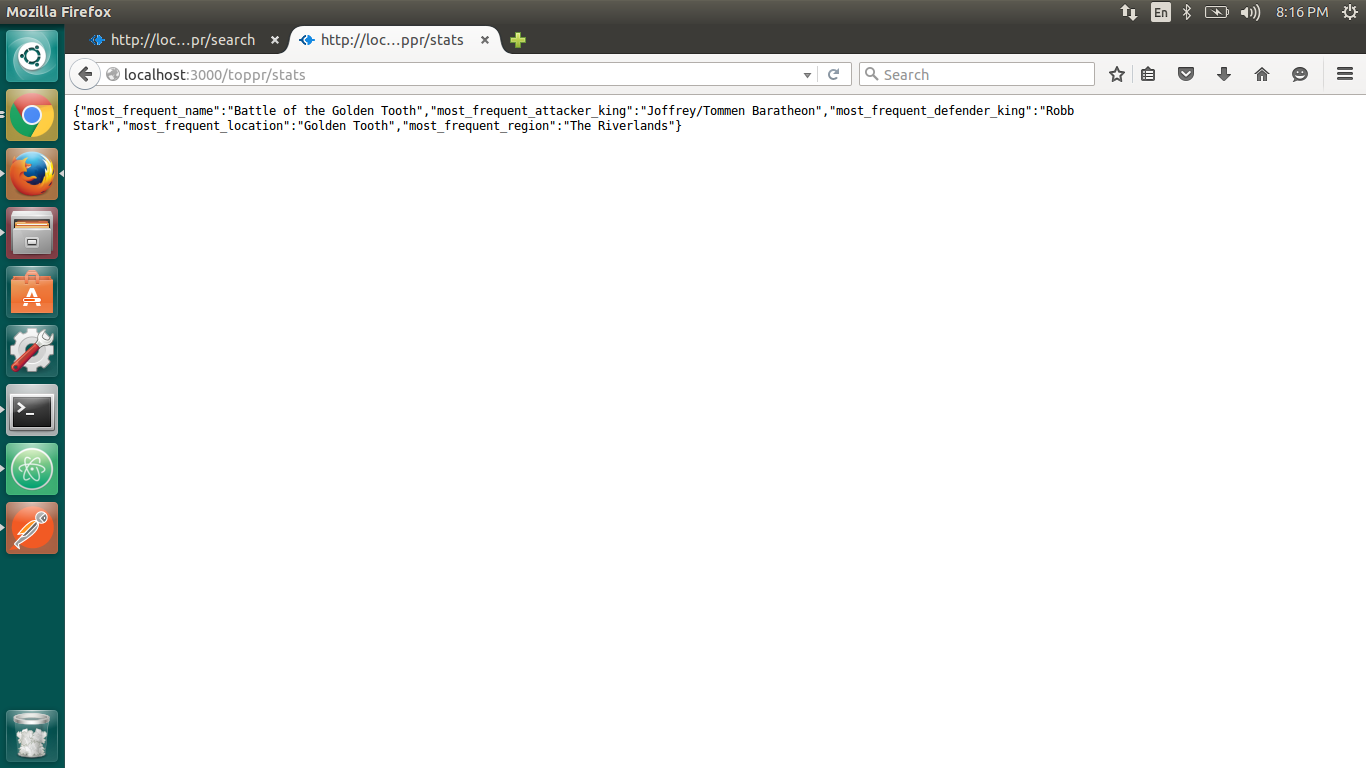 Mozilla Firefox
En
8:16 PM
http://loc...pr/search
http://loc...ppr/stats
localhost:3000/toppr/stats
Search
{"most_frequent_name":"Battle of the Golden Tooth","most_frequent_attacker_king":"Joffrey/Tommen Baratheon","most_frequent_defender_king":"Robb
Stark","most_frequent_location":"Golden Tooth","most_frequent_region":"The Riverlands"}